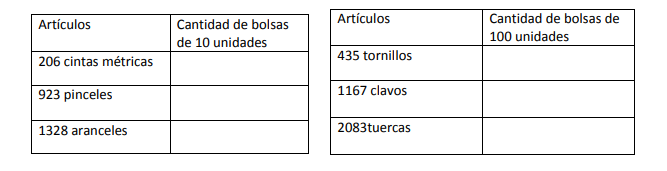 Artículos
Cantidad de bolsas
de 10 unidades
206 cintas métricas
923 pinceles
1328 aranceles
Artículos
Cantidad de bolsas de
100 unidades
435 tornillos
1167 clavos
2083tuercas